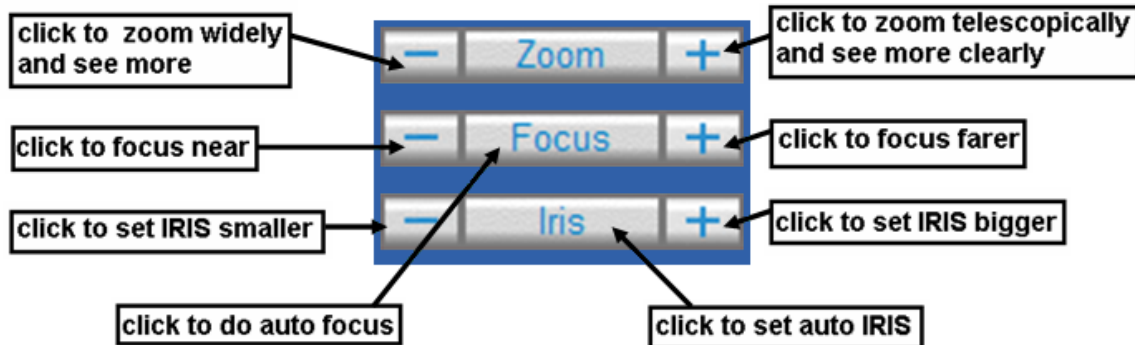 click to zoom widely
and see more
− Zoom +
click to zoom telescopically
and see more clearly
click to focus near
− Focus +
click to focus farer
click to set IRIS smaller
− Iris +
click to set IRIS bigger
click to do auto focus
click to set auto IRIS